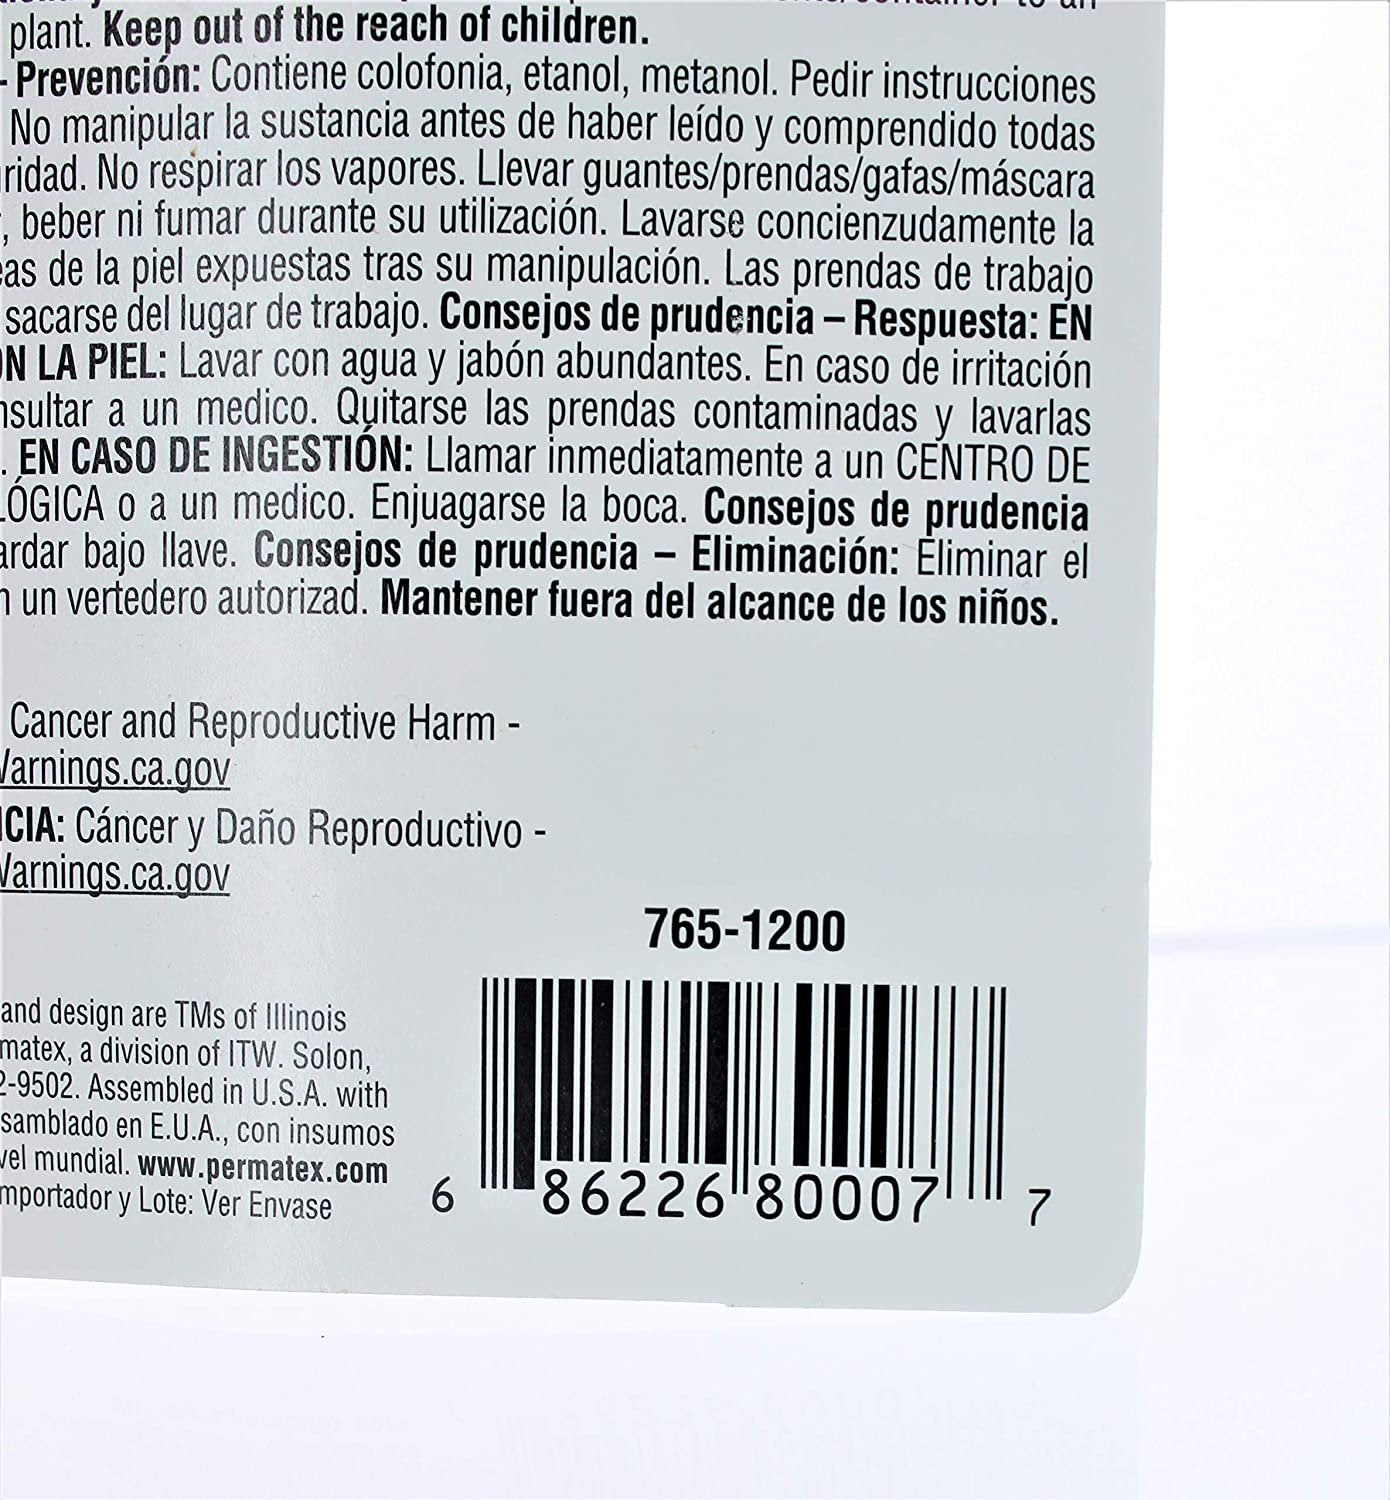 plant. Keep out of the reach of children.
- Prevención: Contiene colofonia, etanol, metanol. Pedir instrucciones
No manipular la sustancia antes de haber leído y comprendido todas
ridad. No respirar los vapores. Llevar guantes/prendas/gafas/máscara
, beber ni fumar durante su utilización. Lavarse concienzudamente la
eas de la piel expuestas tras su manipulación. Las prendas de trabajo
sacarse del lugar de trabajo. Consejos de prudencia – Respuesta: EN
ON LA PIEL: Lavar con agua y jabón abundantes. En caso de irritación
nsultar a un medico. Quitarse las prendas contaminadas y lavarlas
. EN CASO DE INGESTIÓN: Llamar inmediatamente a un CENTRO DE
LÓGICA o a un medico. Enjuagarse la boca. Consejos de prudencia
ardar bajo llave. Consejos de prudencia – Eliminación: Eliminar el
n un vertedero autorizad. Mantener fuera del alcance de los niños.
Cancer and Reproductive Harm -
Warnings.ca.gov
CIA: Cáncer y Daño Reproductivo -
Warnings.ca.gov
765-1200
and design are TMs of Illinois
matex, a division of ITW. Solon,
2-9502. Assembled in U.S.A. with
samblado en E.U.A., con insumos
vel mundial. www.permatex.com
mportador y Lote: Ver Envase
6 86226 80007 7